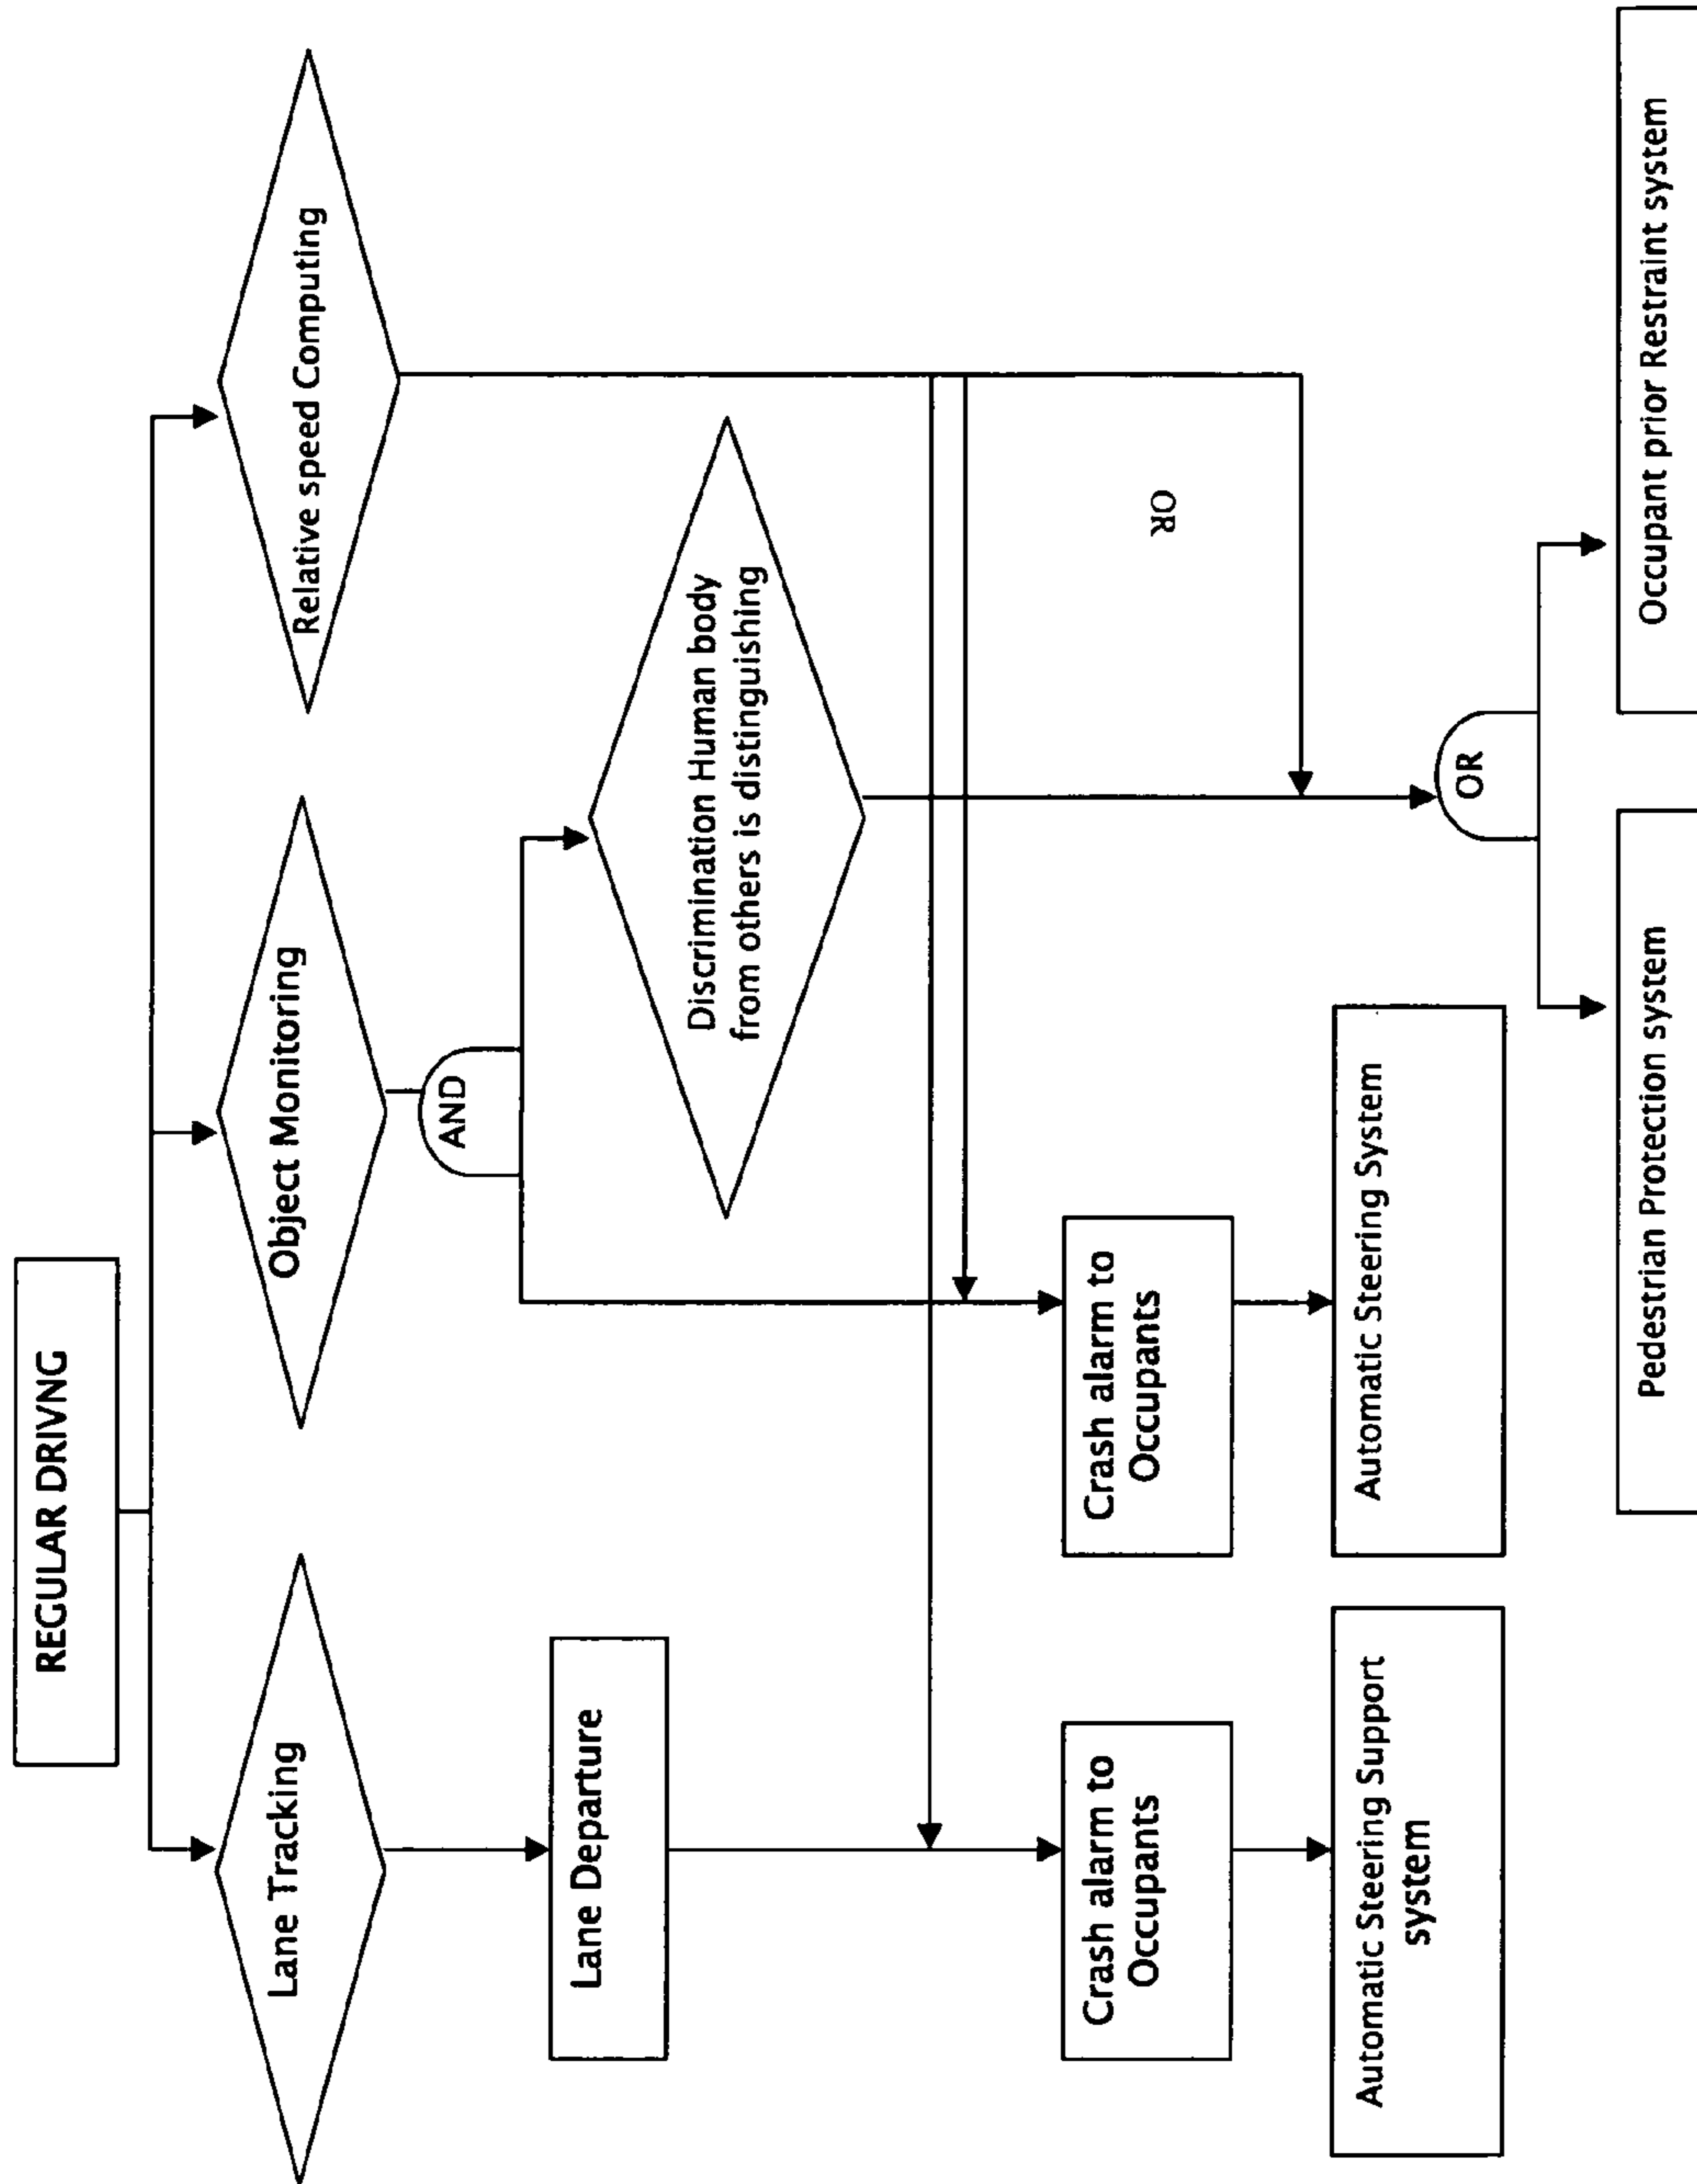 REGULAR DRIVNG
Lane Tracking
Object Monitoring
Relative speed Computing
AND
Lane Departure
Discrimination Human body
from others is distinguishing
Crash alarm to
Occupants
Crash alarm to
Occupants
OR
Automatic Steering Support
system
Automatic Steering System
OR
Pedestrian Protection system
Occupant prior Restraint system